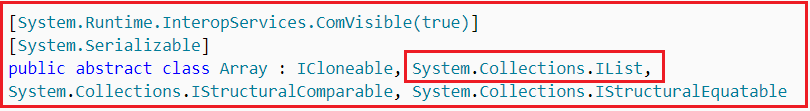 [System.Runtime.InteropServices.ComVisible(true)]
[System.Serializable]
public abstract class Array : ICloneable, System.Collections.IList,
System.Collections.IStructuralComparable, System.Collections.IStructuralEquatable